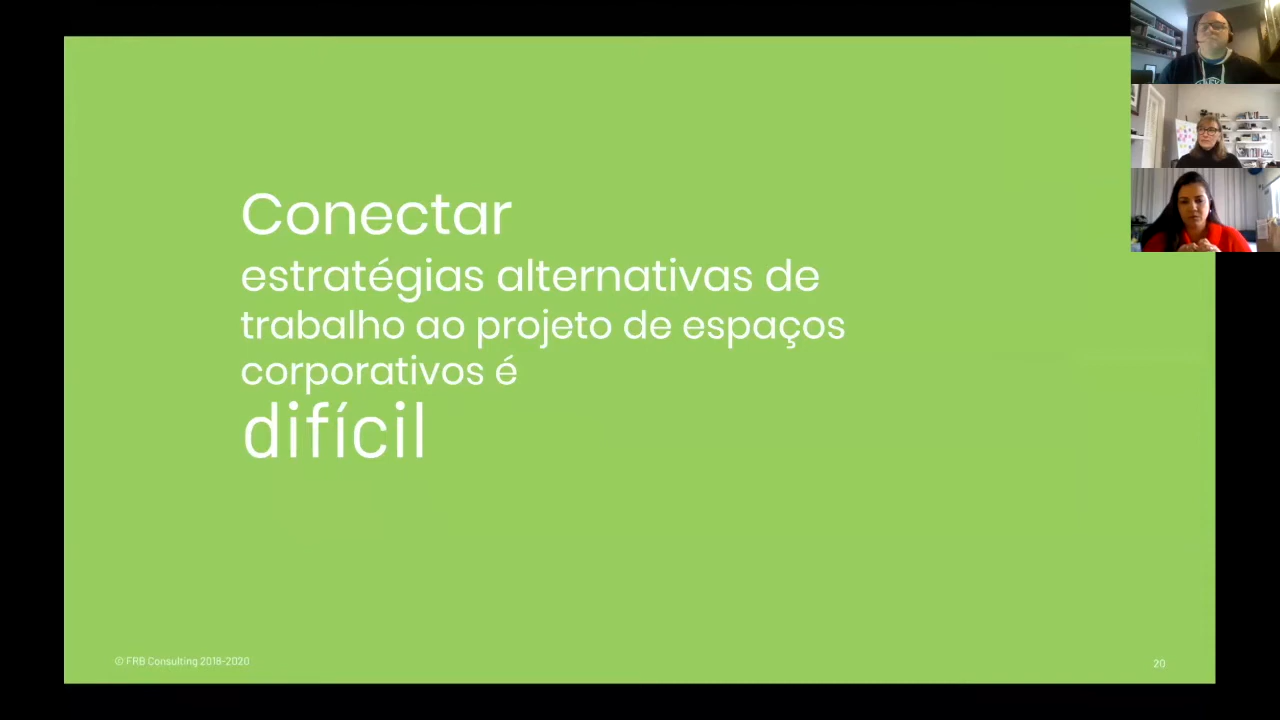 Conectar
estratégias alternativas de
trabalho ao projeto de espaços
corporativos é
difícil
© FRB Consulting 2018-2020
20